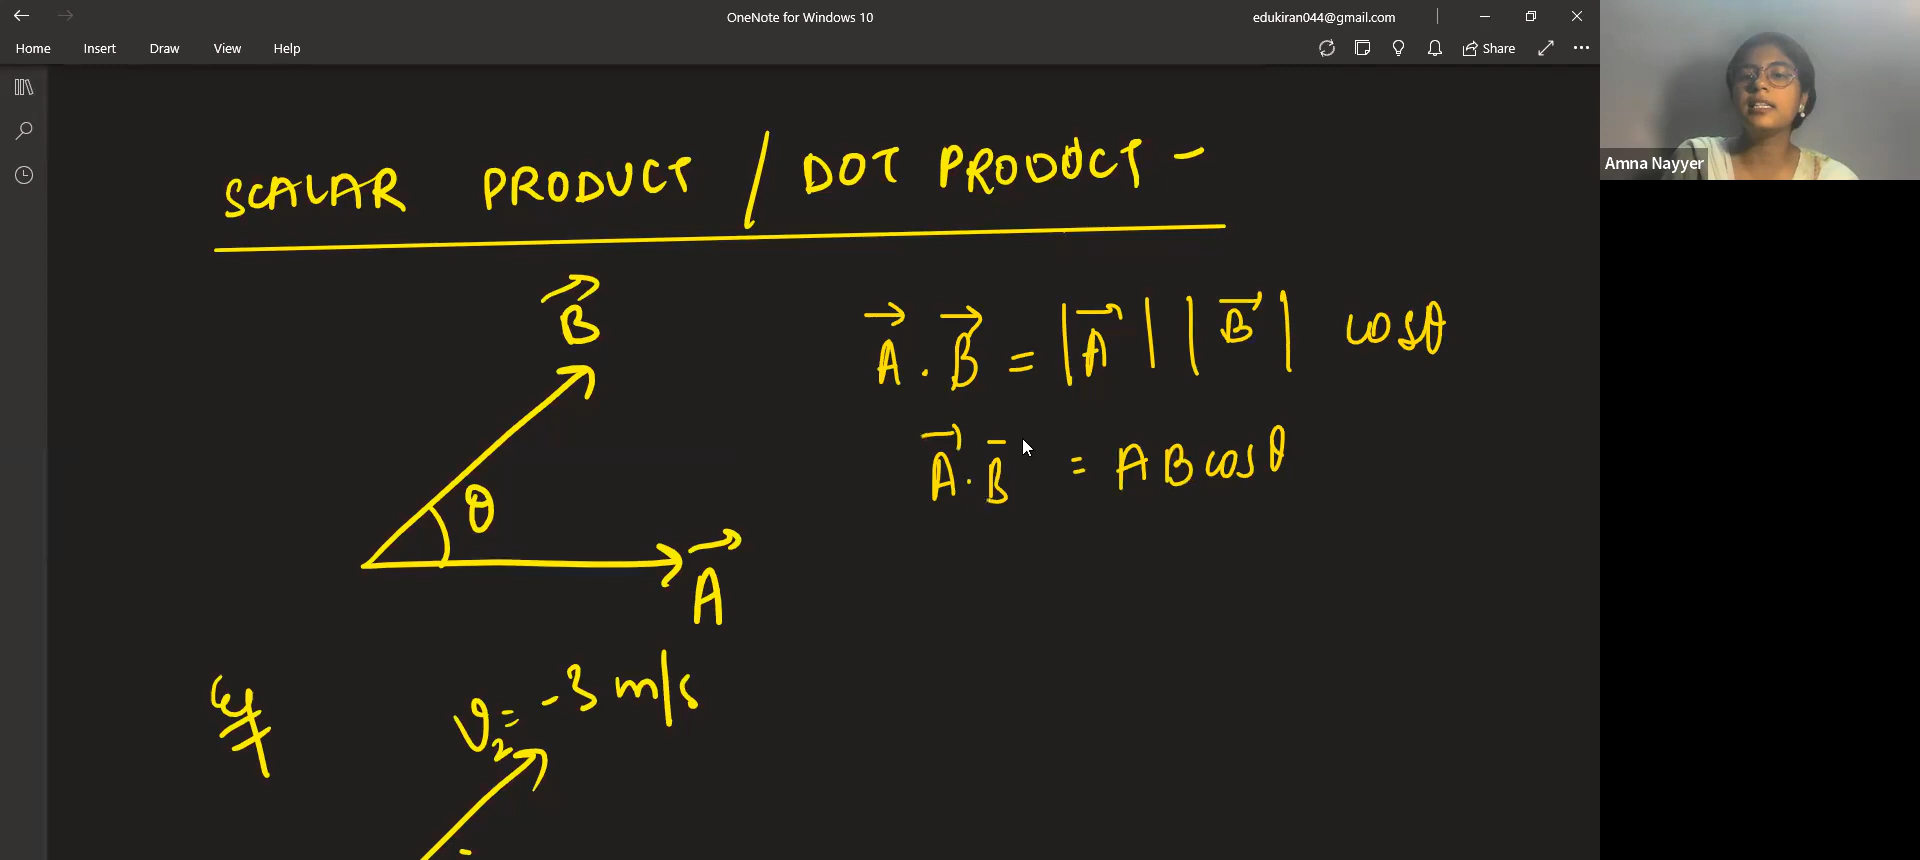 OneNote for Windows 10
edukiran044@gmail.com
Home Insert Draw View Help
Share
Amna Nayyer
SCALAR PRODUCT / DOT PRODUCT -
B⃗
A⃗ . B⃗ = |A⃗| |B⃗| cosθ
A⃗ . B̅ = AB cosθ
θ
A⃗
eg
v₂ = -3 m/s